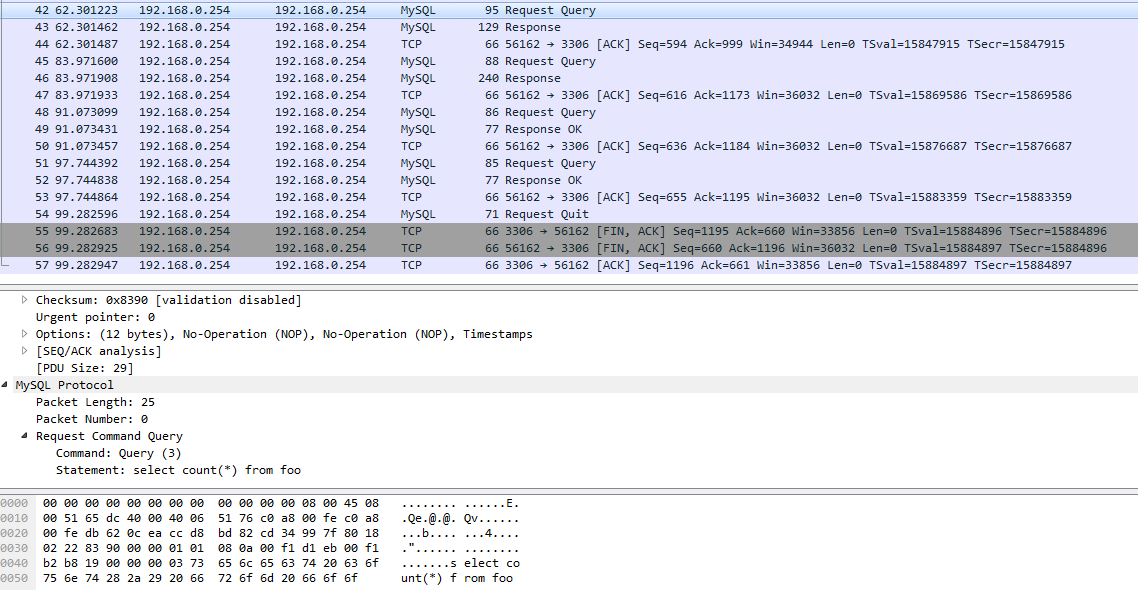 42 62.301223 192.168.0.254 192.168.0.254 MySQL 95 Request Query
43 62.301462 192.168.0.254 192.168.0.254 MySQL 129 Response
44 62.301487 192.168.0.254 192.168.0.254 TCP 66 56162 → 3306 [ACK] Seq=594 Ack=999 Win=34944 Len=0 TSval=15847915 TSecr=15847915
45 83.971600 192.168.0.254 192.168.0.254 MySQL 88 Request Query
46 83.971908 192.168.0.254 192.168.0.254 MySQL 240 Response
47 83.971933 192.168.0.254 192.168.0.254 TCP 66 56162 → 3306 [ACK] Seq=616 Ack=1173 Win=36032 Len=0 TSval=15869586 TSecr=15869586
48 91.073099 192.168.0.254 192.168.0.254 MySQL 86 Request Query
49 91.073431 192.168.0.254 192.168.0.254 MySQL 77 Response OK
50 91.073457 192.168.0.254 192.168.0.254 TCP 66 56162 → 3306 [ACK] Seq=636 Ack=1184 Win=36032 Len=0 TSval=15876687 TSecr=15876687
51 97.744392 192.168.0.254 192.168.0.254 MySQL 85 Request Query
52 97.744838 192.168.0.254 192.168.0.254 MySQL 77 Response OK
53 97.744864 192.168.0.254 192.168.0.254 TCP 66 56162 → 3306 [ACK] Seq=655 Ack=1195 Win=36032 Len=0 TSval=15883359 TSecr=15883359
54 99.282596 192.168.0.254 192.168.0.254 MySQL 71 Request Quit
55 99.282683 192.168.0.254 192.168.0.254 TCP 66 3306 → 56162 [FIN, ACK] Seq=1195 Ack=660 Win=33856 Len=0 TSval=15884896 TSecr=15884896
56 99.282925 192.168.0.254 192.168.0.254 TCP 66 56162 → 3306 [FIN, ACK] Seq=660 Ack=1196 Win=36032 Len=0 TSval=15884897 TSecr=15884896
57 99.282947 192.168.0.254 192.168.0.254 TCP 66 3306 → 56162 [ACK] Seq=1196 Ack=661 Win=33856 Len=0 TSval=15884897 TSecr=15884897
Checksum: 0x8390 [validation disabled]
Urgent pointer: 0
Options: (12 bytes), No-Operation (NOP), No-Operation (NOP), Timestamps
[SEQ/ACK analysis]
[PDU Size: 29]
MySQL Protocol
Packet Length: 25
Packet Number: 0
Request Command Query
Command: Query (3)
Statement: select count(*) from foo
0000 00 00 00 00 00 00 00 00 00 00 00 00 08 00 45 08 ........ ......E.
0010 00 51 65 dc 40 00 40 06 51 76 c0 a8 00 fe c0 a8 .Qe.@.@. Qv......
0020 00 fe db 62 0c ea cc d8 bd 82 cd 34 99 7f 80 18 ...b.... ...4....
0030 02 22 83 90 00 00 01 01 08 0a 00 f1 d1 eb 00 f1 ."...... ........
0040 b2 b8 19 00 00 00 03 73 65 6c 65 63 74 20 63 6f .......s elect co
0050 75 6e 74 28 2a 29 20 66 72 6f 6d 20 66 6f 6f unt(*) f rom foo